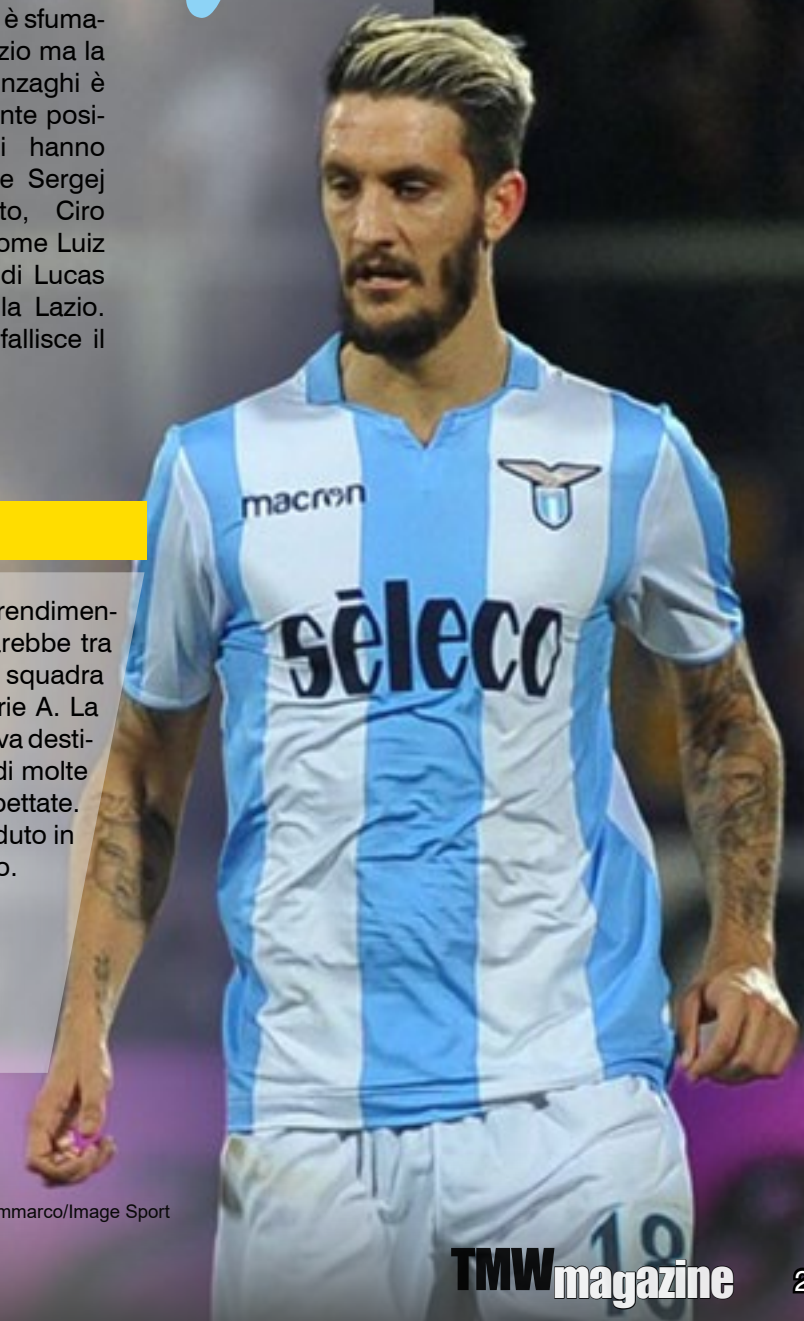 è sfuma-
zio ma la
nzaghi è
nte posi-
i hanno
e Sergej
to, Ciro
ome Luiz
di Lucas
la Lazio.
fallisce il
macron
sèleco
rendimen-
arebbe tra
squadra
rie A. La
va desti-
di molte
pettate.
duto in
o.
mmarco/Image Sport
18
TMWmagazine
2